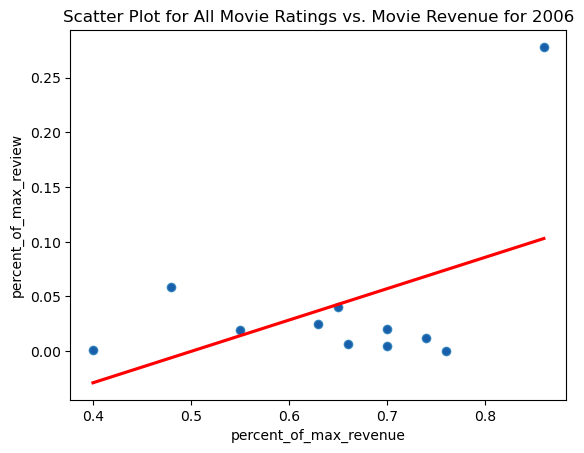 Scatter Plot for All Movie Ratings vs. Movie Revenue for 2006
0.25
0.20
0.15
0.10
0.05
0.00
percent_of_max_review
0.4 0.5 0.6 0.7 0.8
percent_of_max_revenue